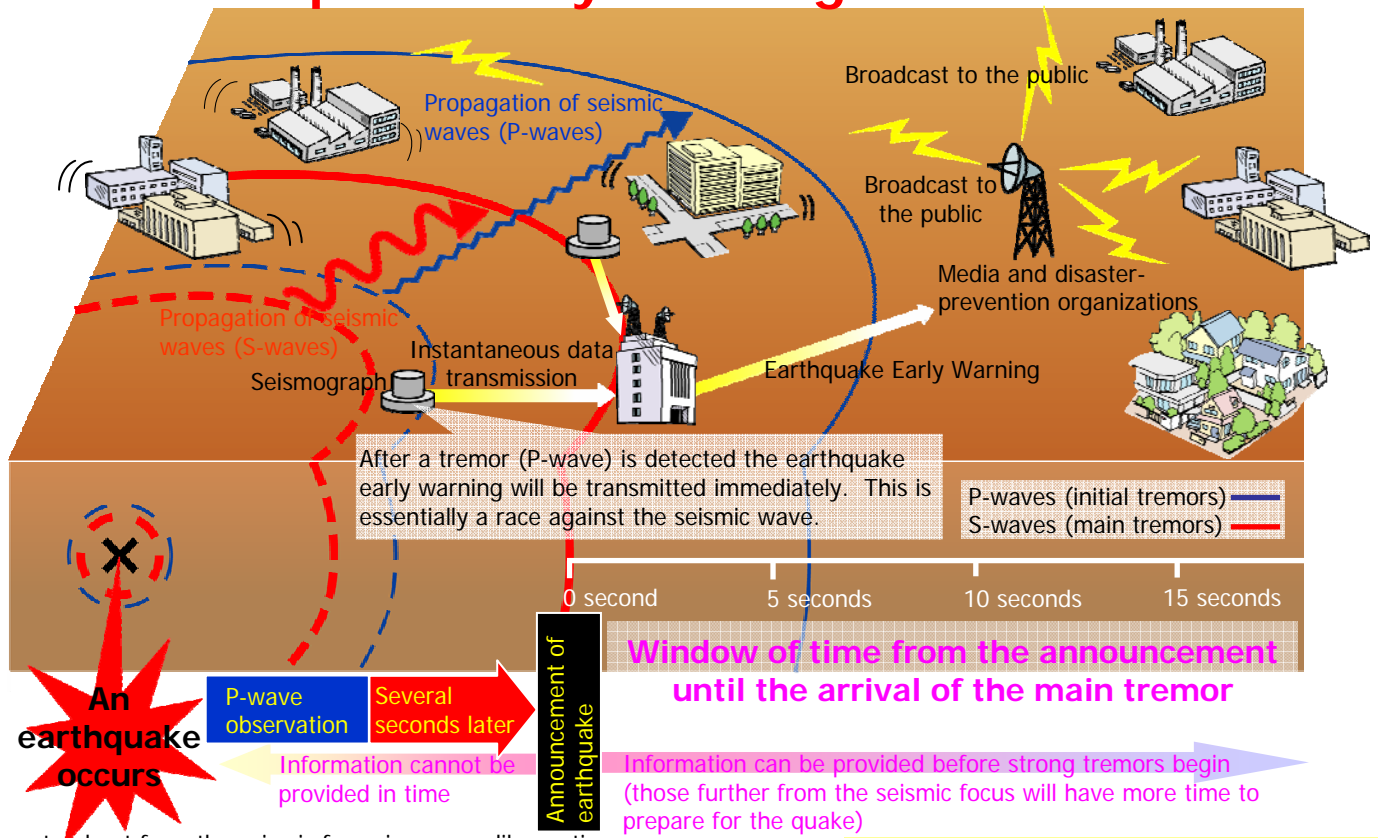 Broadcast to the public
Propagation of seismic
waves (P-waves)
Broadcast to
the public
Media and disaster-
prevention organizations
Propagation of seismic
waves (S-waves)
Instantaneous data
transmission
Seismograph
Earthquake Early Warning
After a tremor (P-wave) is detected the earthquake
early warning will be transmitted immediately. This is
essentially a race against the seismic wave.
P-waves (initial tremors)
S-waves (main tremors)
0 second
5 seconds
10 seconds
15 seconds
Window of time from the announcement
until the arrival of the main tremor
An
earthquake
occurs
P-wave
observation
Several
seconds later
Announcement of
earthquake
Information cannot be
provided in time
Information can be provided before strong tremors begin
(those further from the seismic focus will have more time to
prepare for the quake)